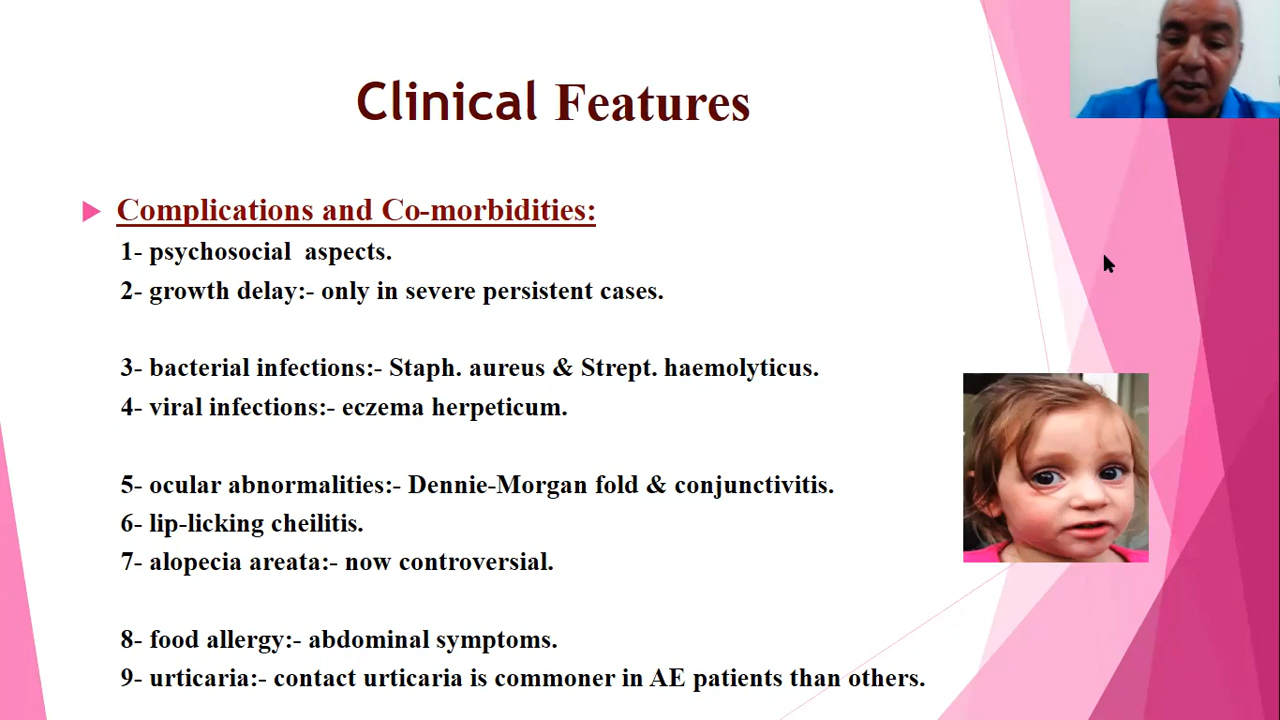 Clinical Features
Complications and Co-morbidities:
1- psychosocial aspects.
2- growth delay:- only in severe persistent cases.
3- bacterial infections:- Staph. aureus & Strept. haemolyticus.
4- viral infections:- eczema herpeticum.
5- ocular abnormalities:- Dennie-Morgan fold & conjunctivitis.
6- lip-licking cheilitis.
7- alopecia areata:- now controversial.
8- food allergy:- abdominal symptoms.
9- urticaria:- contact urticaria is commoner in AE patients than others.